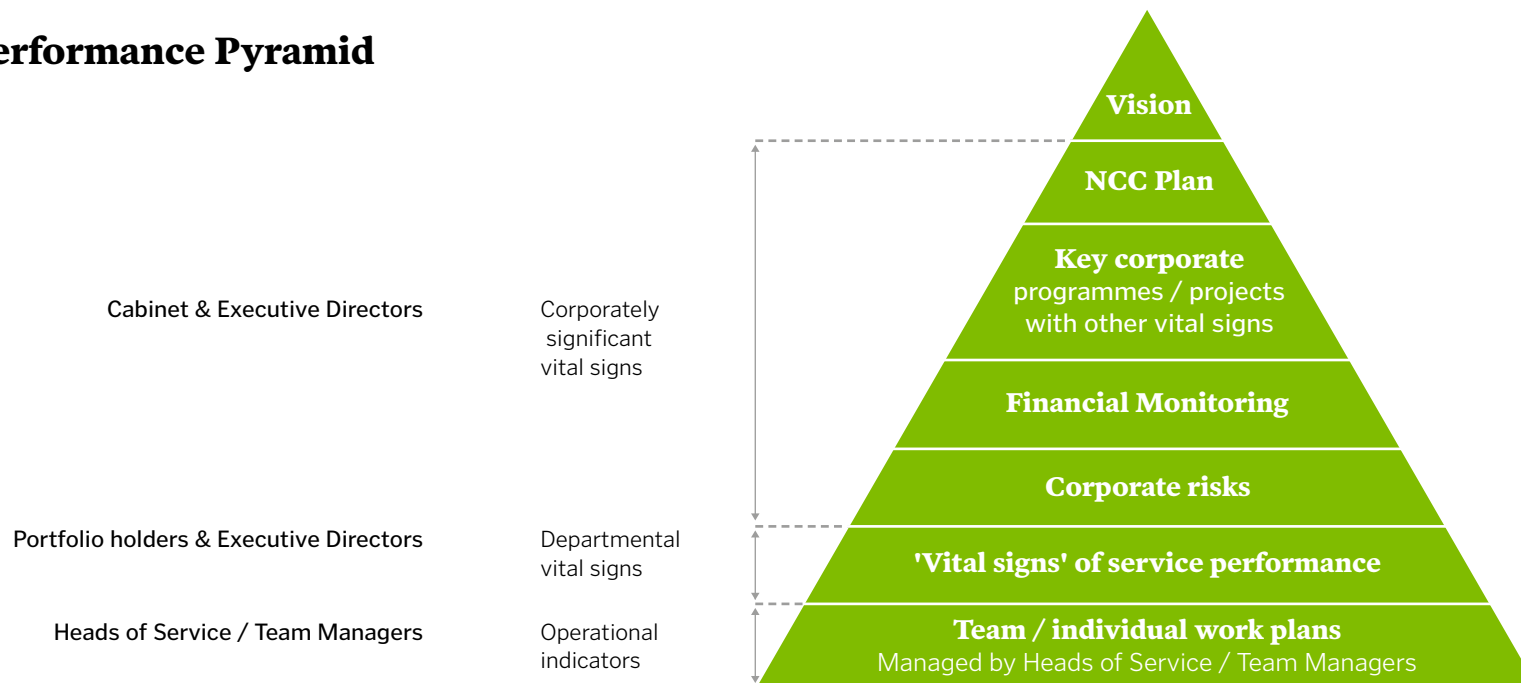 erformance Pyramid
Vision
NCC Plan
Key corporate
programmes / projects
with other vital signs
Cabinet & Executive Directors
Corporately
significant
vital signs
Financial Monitoring
Corporate risks
Portfolio holders & Executive Directors
Departmental
vital signs
'Vital signs' of service performance
Heads of Service / Team Managers
Operational
indicators
Team / individual work plans
Managed by Heads of Service / Team Managers